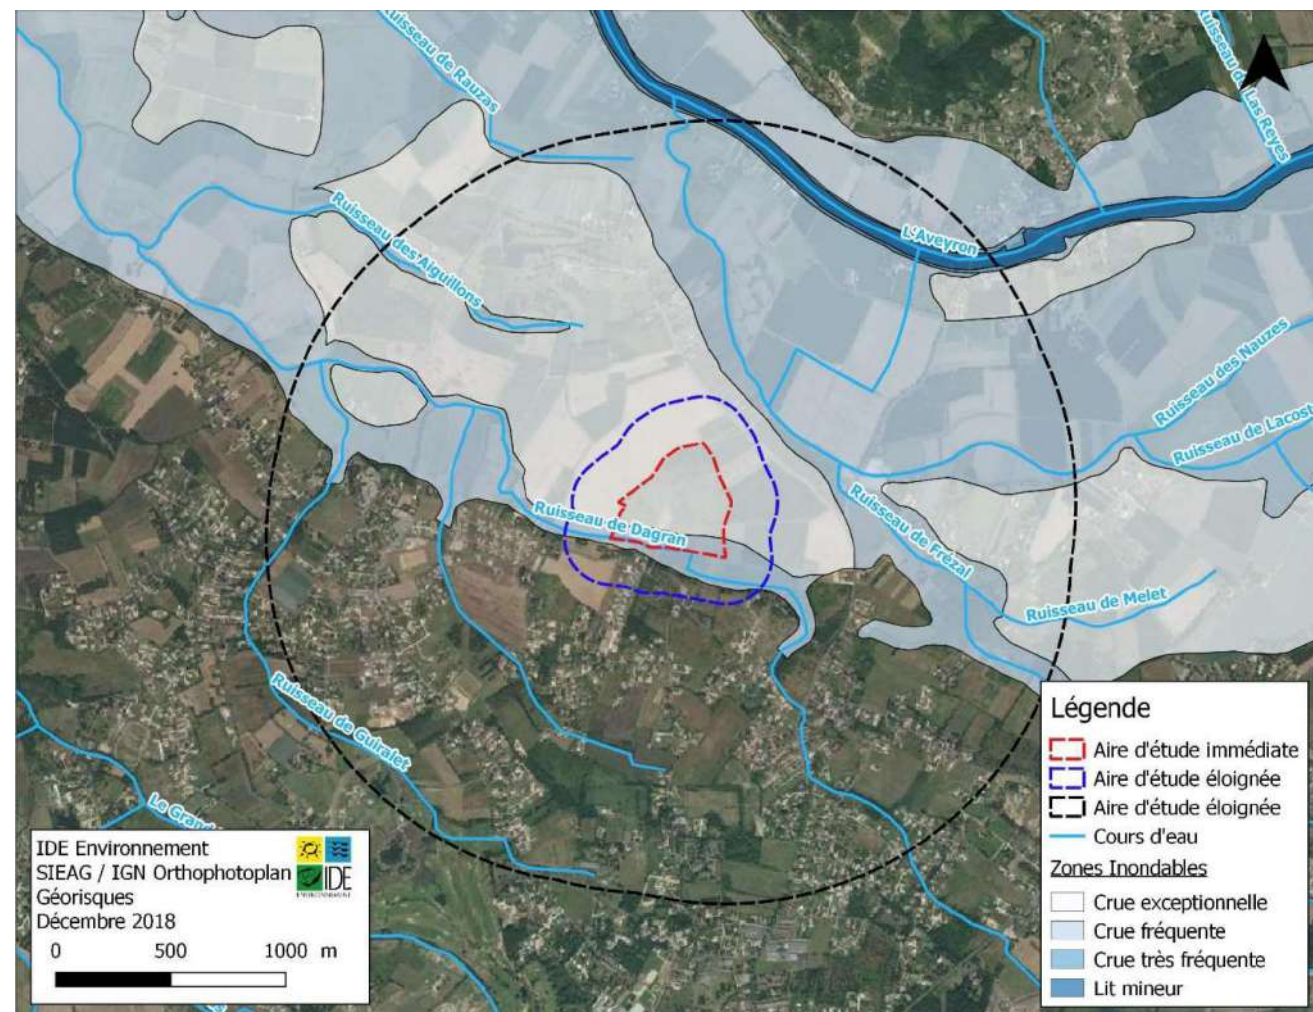 Ruisseau de Rauzas
Ruisseau de Las Reyes
Ruisseau des Aiguillons
L'Aveyron
Ruisseau des Nauzes
Ruisseau de
Ruisseau de Dagran
Ruisseau de Frézal
Ruisseau de Melet
Ruisseau de Guiralet
Le Grand
Légende
Aire d'étude immédiate
Aire d'étude éloignée
Aire d'étude éloignée
Cours d'eau
Zones Inondables
Crue exceptionnelle
Crue fréquente
Crue très fréquente
Lit mineur
IDE Environnement
SIEAG / IGN Orthophotoplan
Géorisques
Décembre 2018
IDE
ENVIRONNEMENT
0 500 1000 m